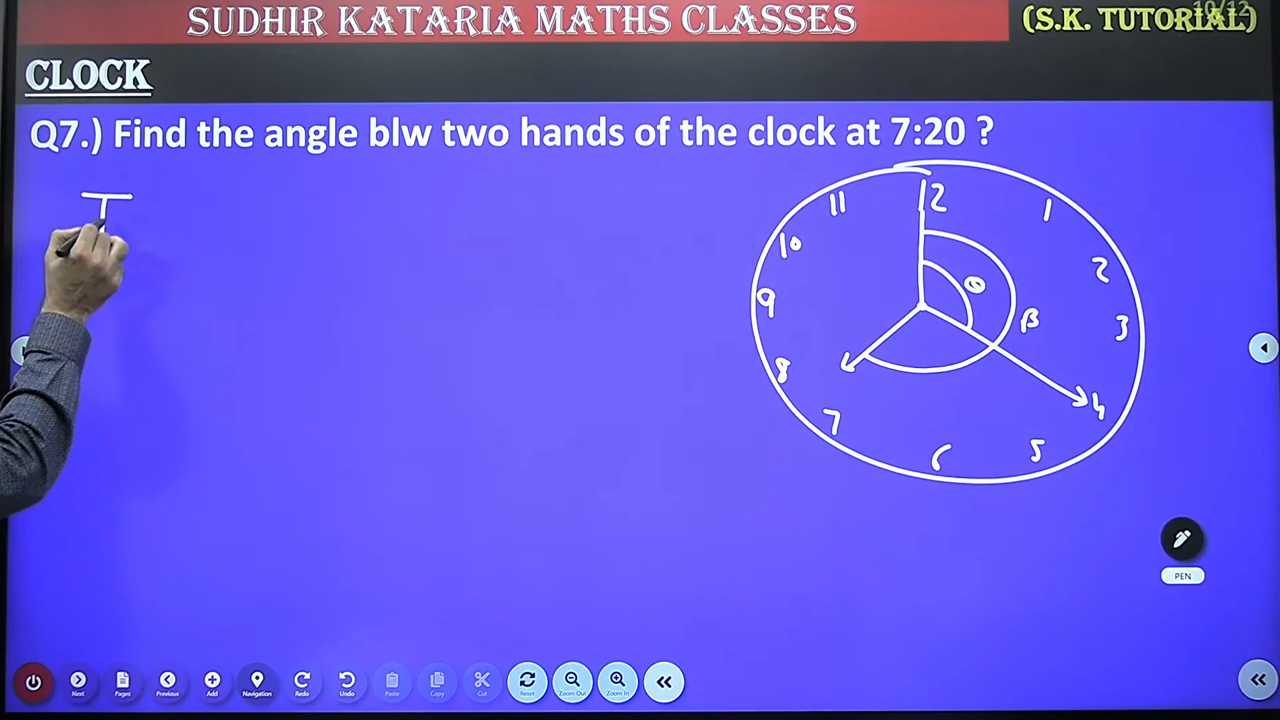 SUDHIR KATARIA MATHS CLASSES
(S.K. TUTORIAL)
CLOCK
Q7.) Find the angle blw two hands of the clock at 7:20 ?
T
11
12
1
10
2
θ
9
β
3
8
4
7
6
5
PEN
Next
Pages
Previous
Add
Navigation
Redo
Undo
Paste
Copy
Cut
Reset
Zoom Out
Zoom In